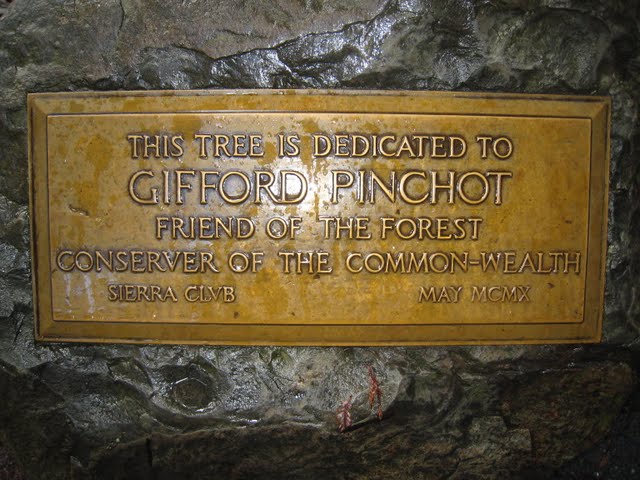 THIS TREE IS DEDICATED TO
GIFFORD PINCHOT
FRIEND OF THE FOREST
CONSERVER OF THE COMMON-WEALTH
SIERRA CLVB MAY MCMX